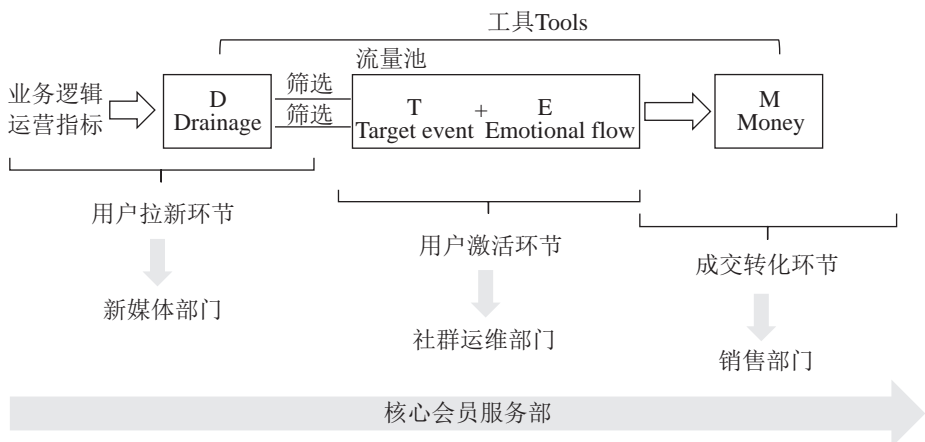 工具Tools
流量池
业务逻辑
运营指标
D
Drainage
筛选
筛选
T + E
Target event Emotional flow
M
Money
用户拉新环节
用户激活环节
成交转化环节
新媒体部门
社群运维部门
销售部门
核心会员服务部